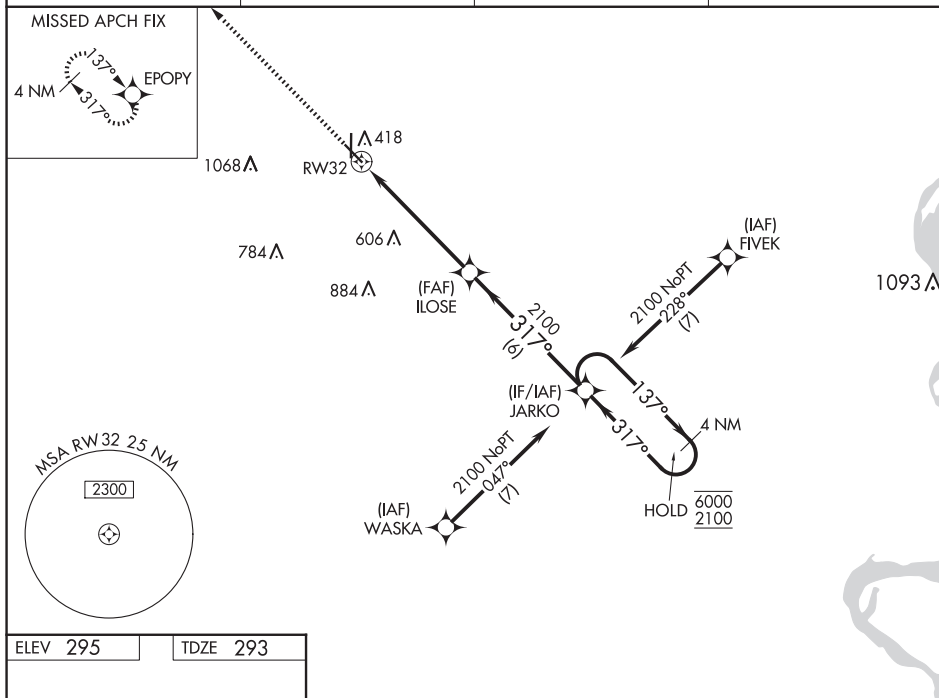 MISSED APCH FIX
137°
EPOPY
4 NM
317°
418
1068
RW32
784
606
884
(FAF)
ILOSE
(IAF)
FIVEK
1093
2100 NoPT
228°
(7)
2100
317°
(6)
(IF/IAF)
JARKO
137°
4 NM
317°
2100 NoPT
047°
(7)
HOLD
6000
2100
(IAF)
WASKA
MSA RW32 25 NM
2300
ELEV 295
TDZE 293